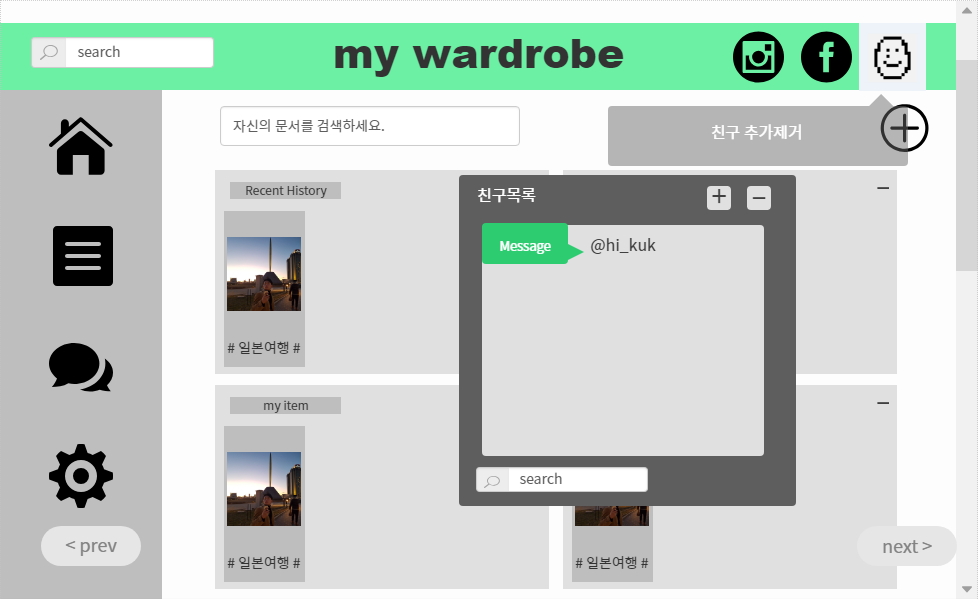 search
my wardrobe
자신의 문서를 검색하세요.
친구 추가제거
Recent History
# 일본여행 #
친구목록
Message
@hi_kuk
search
my item
# 일본여행 #
# 일본여행 #
< prev
next >